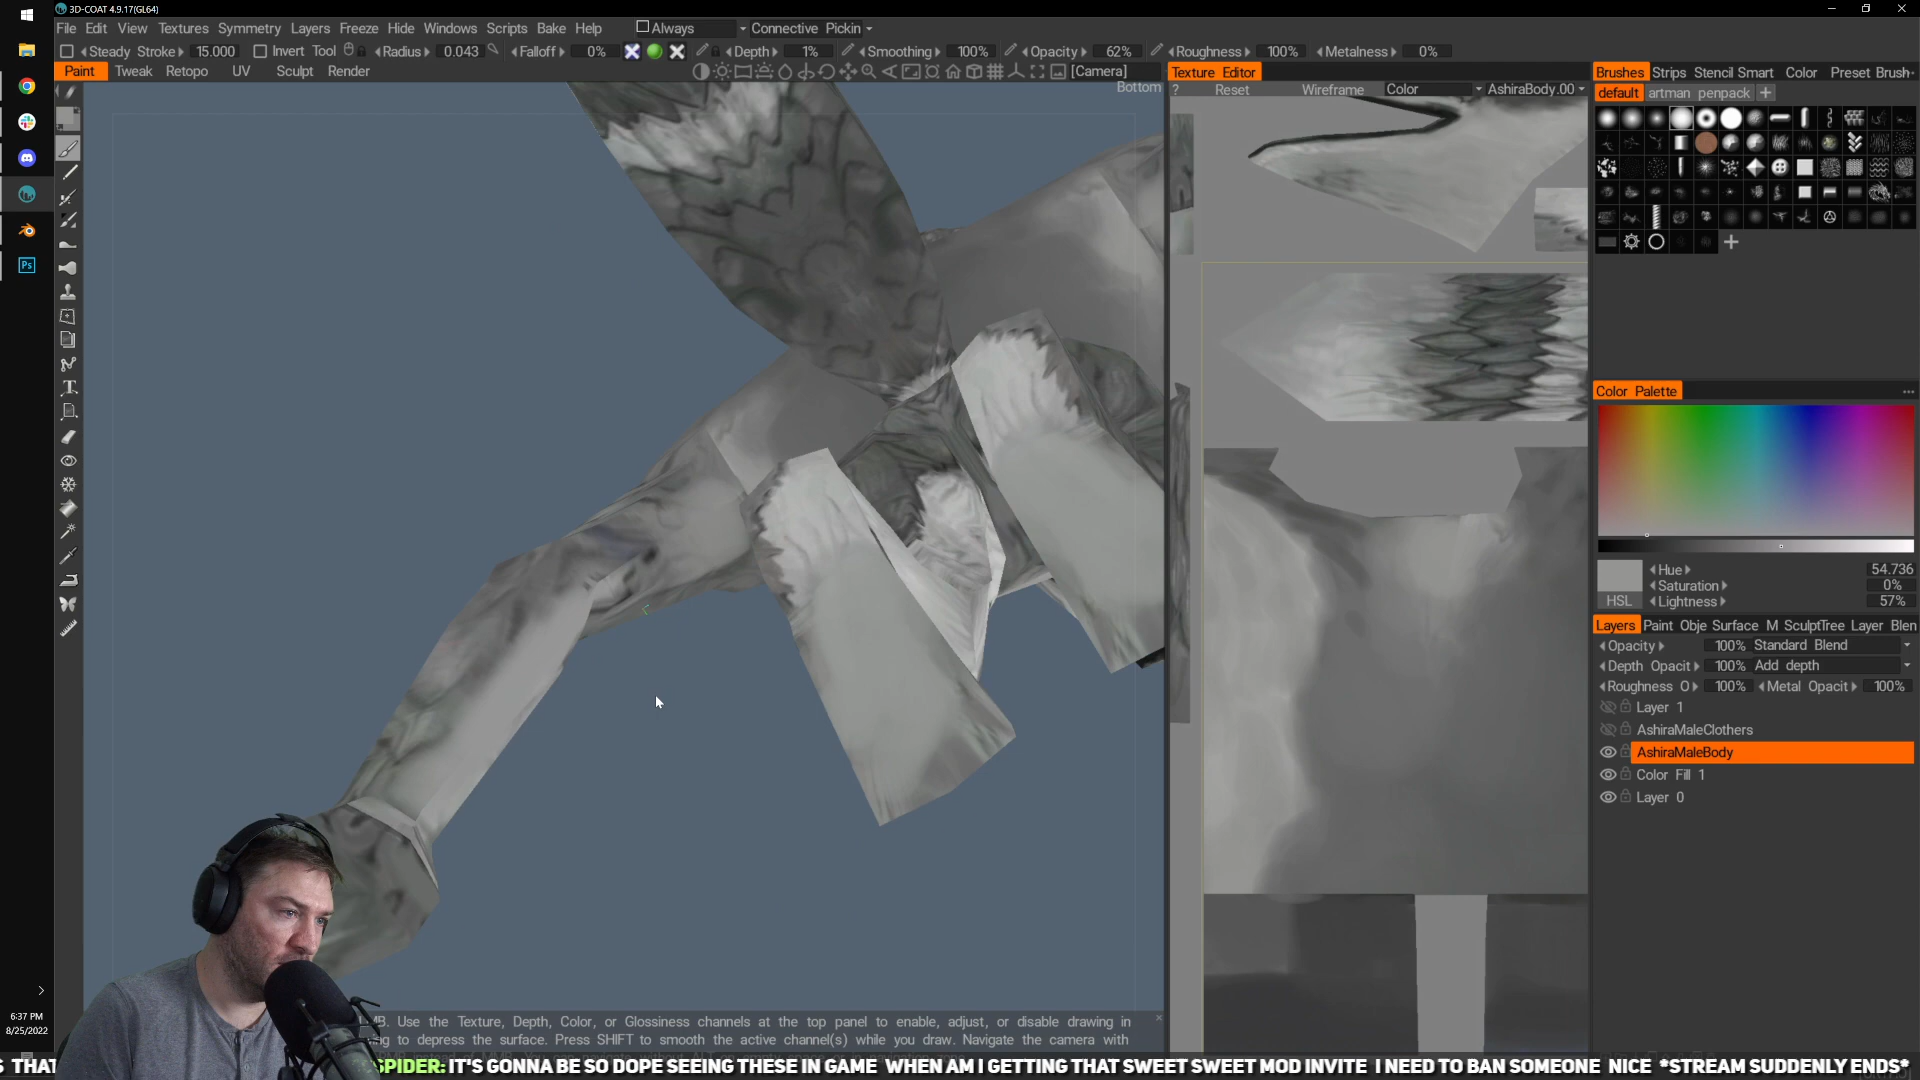 3D-COAT 4.9.17(GL64)
File Edit View Textures Symmetry Layers Freeze Hide Windows Scripts Bake Help Always Connective Pickin
Steady Stroke 15.000 Invert Tool Radius 0.043 Falloff 0% Depth 1% Smoothing 100% Opacity 62% Roughness 100% Metalness 0%
Paint Tweak Retopo UV Sculpt Render [Camera]
Bottom
Texture Editor
? Reset Wireframe Color AshiraBody.00
Brushes Strips Stencil Smart Color Preset Brush
default artman penpack +
Color Palette
Hue 54.736
Saturation 0%
HSL Lightness 57%
Layers Paint Obje Surface M SculptTree Layer Blen
Opacity 100% Standard Blend
Depth Opacit 100% Add depth
Roughness O 100% Metal Opacit 100%
Layer 1
AshiraMaleClothers
AshiraMaleBody
Color Fill 1
Layer 0
Ps
6:37 PM
8/25/2022
MB. Use the Texture, Depth, Color, or Glossiness channels at the top panel to enable, adjust, or disable drawing in
to depress the surface. Press SHIFT to smooth the active channel(s) while you draw. Navigate the camera with
S THAT SPIDER: IT'S GONNA BE SO DOPE SEEING THESE IN GAME WHEN AM I GETTING THAT SWEET SWEET MOD INVITE I NEED TO BAN SOMEONE NICE *STREAM SUDDENLY ENDS*